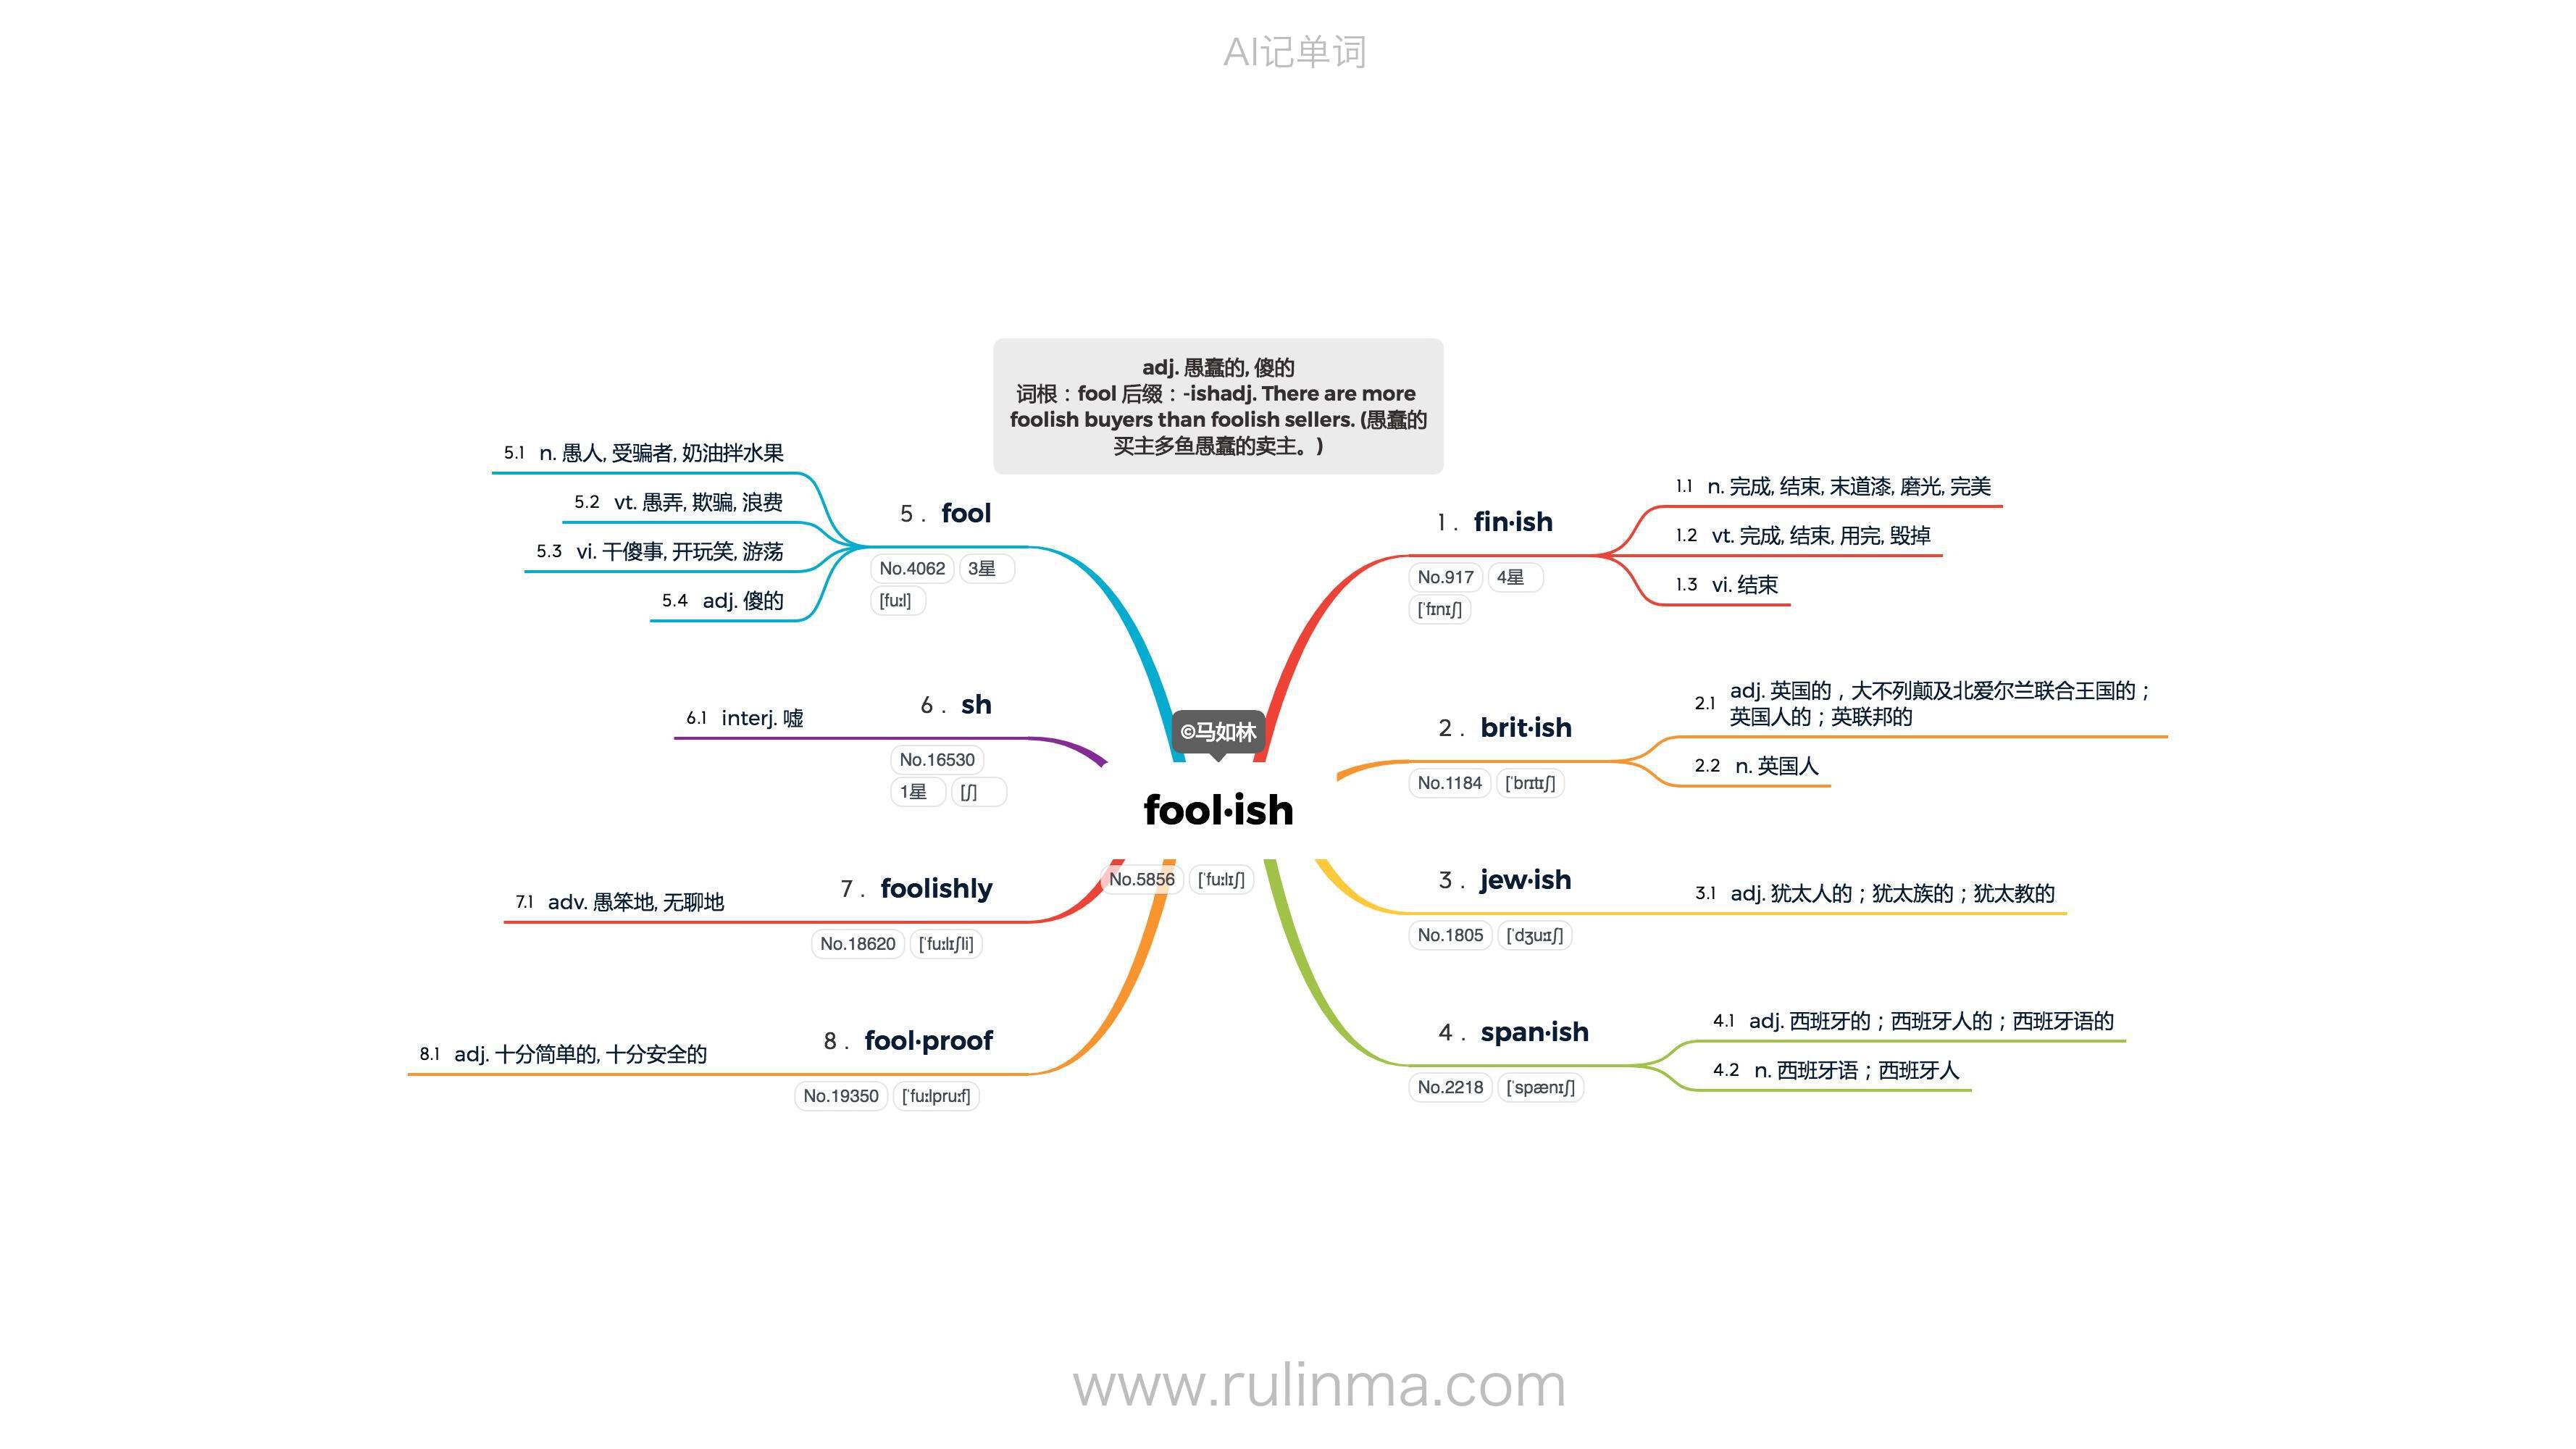 AI记单词
adj. 愚蠢的, 傻的
词根：fool 后缀：-ishadj. There are more
foolish buyers than foolish sellers. (愚蠢的
买主多鱼愚蠢的卖主。)
©马如林
fool·ish
No.5856 ['fuːlɪʃ]
1. fin·ish
No.917 4星
['fɪnɪʃ]
1.1 n. 完成, 结束, 末道漆, 磨光, 完美
1.2 vt. 完成, 结束, 用完, 毁掉
1.3 vi. 结束
2. brit·ish
No.1184 ['brɪtɪʃ]
2.1 adj. 英国的，大不列颠及北爱尔兰联合王国的；
英国人的；英联邦的
2.2 n. 英国人
3. jew·ish
No.1805 ['dʒuːɪʃ]
3.1 adj. 犹太人的；犹太族的；犹太教的
4. span·ish
No.2218 ['spænɪʃ]
4.1 adj. 西班牙的；西班牙人的；西班牙语的
4.2 n. 西班牙语；西班牙人
5. fool
No.4062 3星
[fuːl]
5.1 n. 愚人, 受骗者, 奶油拌水果
5.2 vt. 愚弄, 欺骗, 浪费
5.3 vi. 干傻事, 开玩笑, 游荡
5.4 adj. 傻的
6. sh
No.16530
1星 [ʃ]
6.1 interj. 嘘
7. foolishly
No.18620 ['fuːlɪʃli]
7.1 adv. 愚笨地, 无聊地
8. fool·proof
No.19350 ['fuːlpruːf]
8.1 adj. 十分简单的, 十分安全的
www.rulinma.com